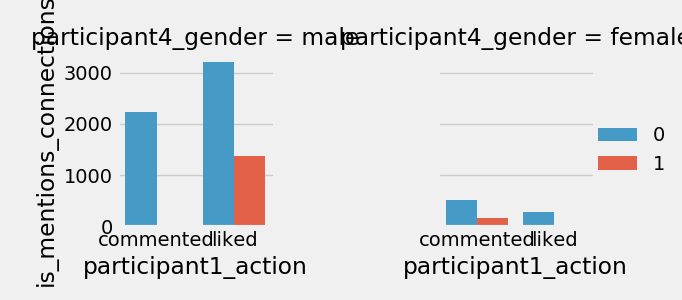 participant4_gender = male
participant4_gender = female
is_mentions_connections
3000
2000
1000
0
commented
liked
commented
liked
participant1_action
participant1_action
0
1